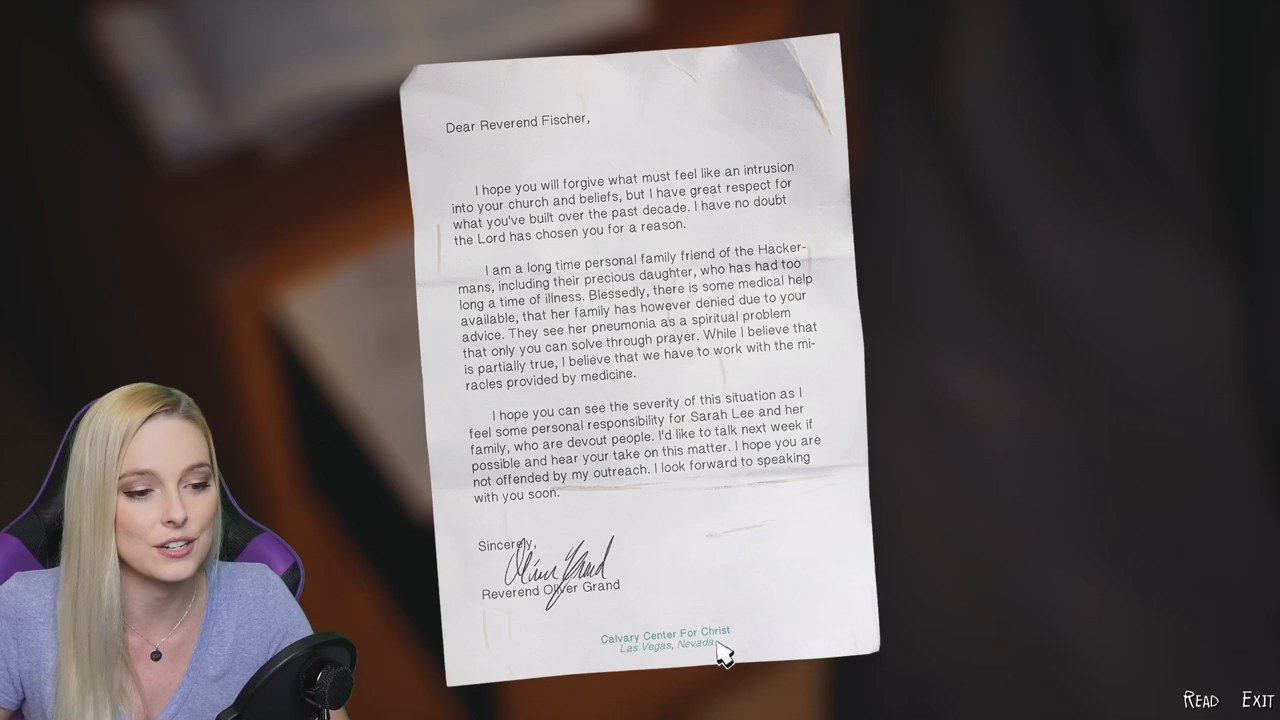 Dear Reverend Fischer,
I hope you will forgive what must feel like an intrusion
into your church and beliefs, but I have great respect for
what you've built over the past decade. I have no doubt
the Lord has chosen you for a reason.
I am a long time personal family friend of the Hacker-
mans, including their precious daughter, who has had too
long a time of illness. Blessedly, there is some medical help
available, that her family has however denied due to your
advice. They see her pneumonia as a spiritual problem
that only you can solve through prayer. While I believe that
is partially true, I believe that we have to work with the mi-
racles provided by medicine.
I hope you can see the severity of this situation as I
feel some personal responsibility for Sarah Lee and her
family, who are devout people. I'd like to talk next week if
possible and hear your take on this matter. I hope you are
not offended by my outreach. I look forward to speaking
with you soon.
Sincerely,
Oliver Grand
Reverend Oliver Grand
Calvary Center For Christ
Las Vegas, Nevada
READ EXIT